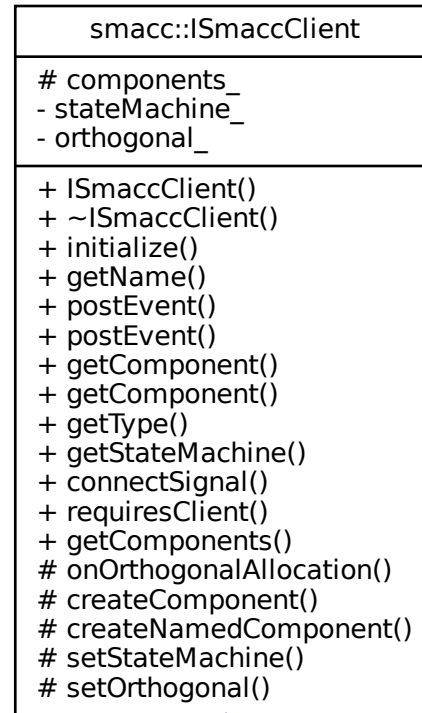 smacc::ISmaccClient
# components_
- stateMachine_
- orthogonal_
+ ISmaccClient()
+ ~ISmaccClient()
+ initialize()
+ getName()
+ postEvent()
+ postEvent()
+ getComponent()
+ getComponent()
+ getType()
+ getStateMachine()
+ connectSignal()
+ requiresClient()
+ getComponents()
# onOrthogonalAllocation()
# createComponent()
# createNamedComponent()
# setStateMachine()
# setOrthogonal()